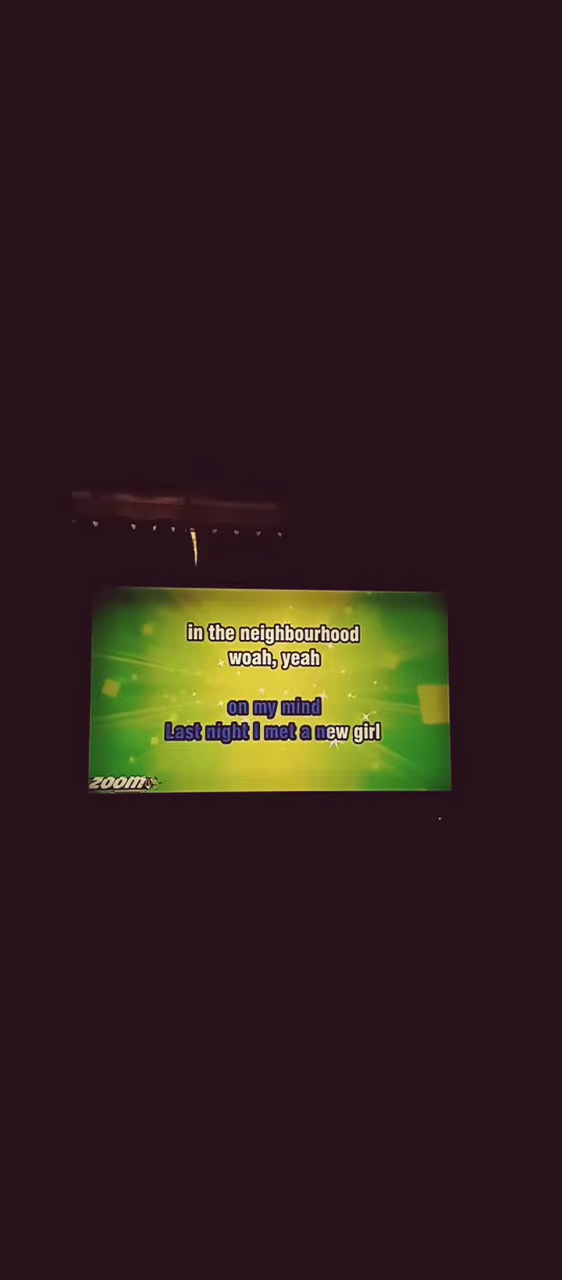 in the neighbourhood
woah, yeah
on my mind
Last night I met a new girl
zoom